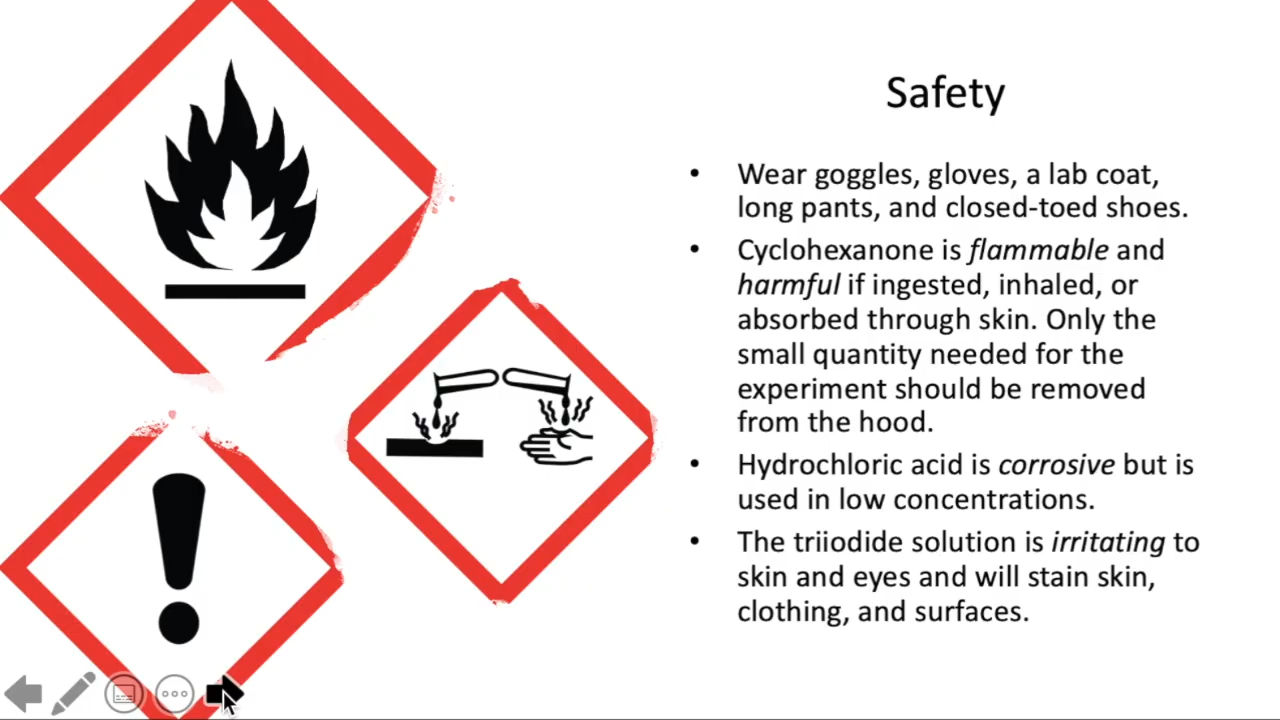 Safety
• Wear goggles, gloves, a lab coat,
long pants, and closed-toed shoes.
• Cyclohexanone is flammable and
harmful if ingested, inhaled, or
absorbed through skin. Only the
small quantity needed for the
experiment should be removed
from the hood.
• Hydrochloric acid is corrosive but is
used in low concentrations.
• The triiodide solution is irritating to
skin and eyes and will stain skin,
clothing, and surfaces.